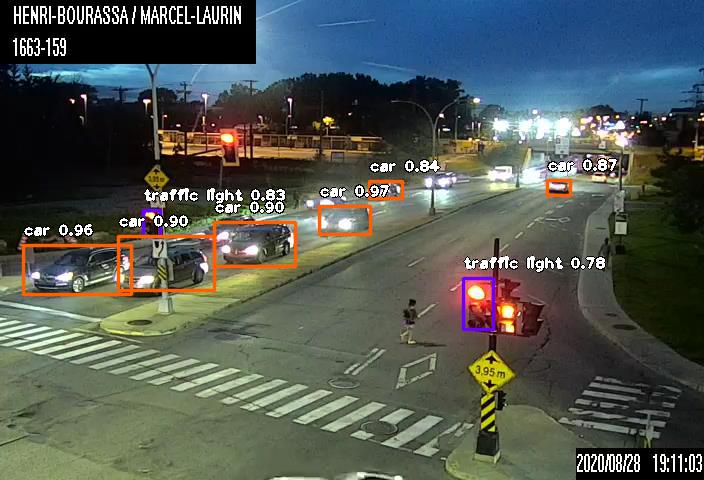 HENRI-BOURASSA / MARCEL-LAURIN
1663-159
car 0.84
car 0.87
car 0.97
traffic light 0.83
car 0.90
car 0.90
car 0.96
traffic light 0.78
3,95 m
2020/08/28 19:11:03